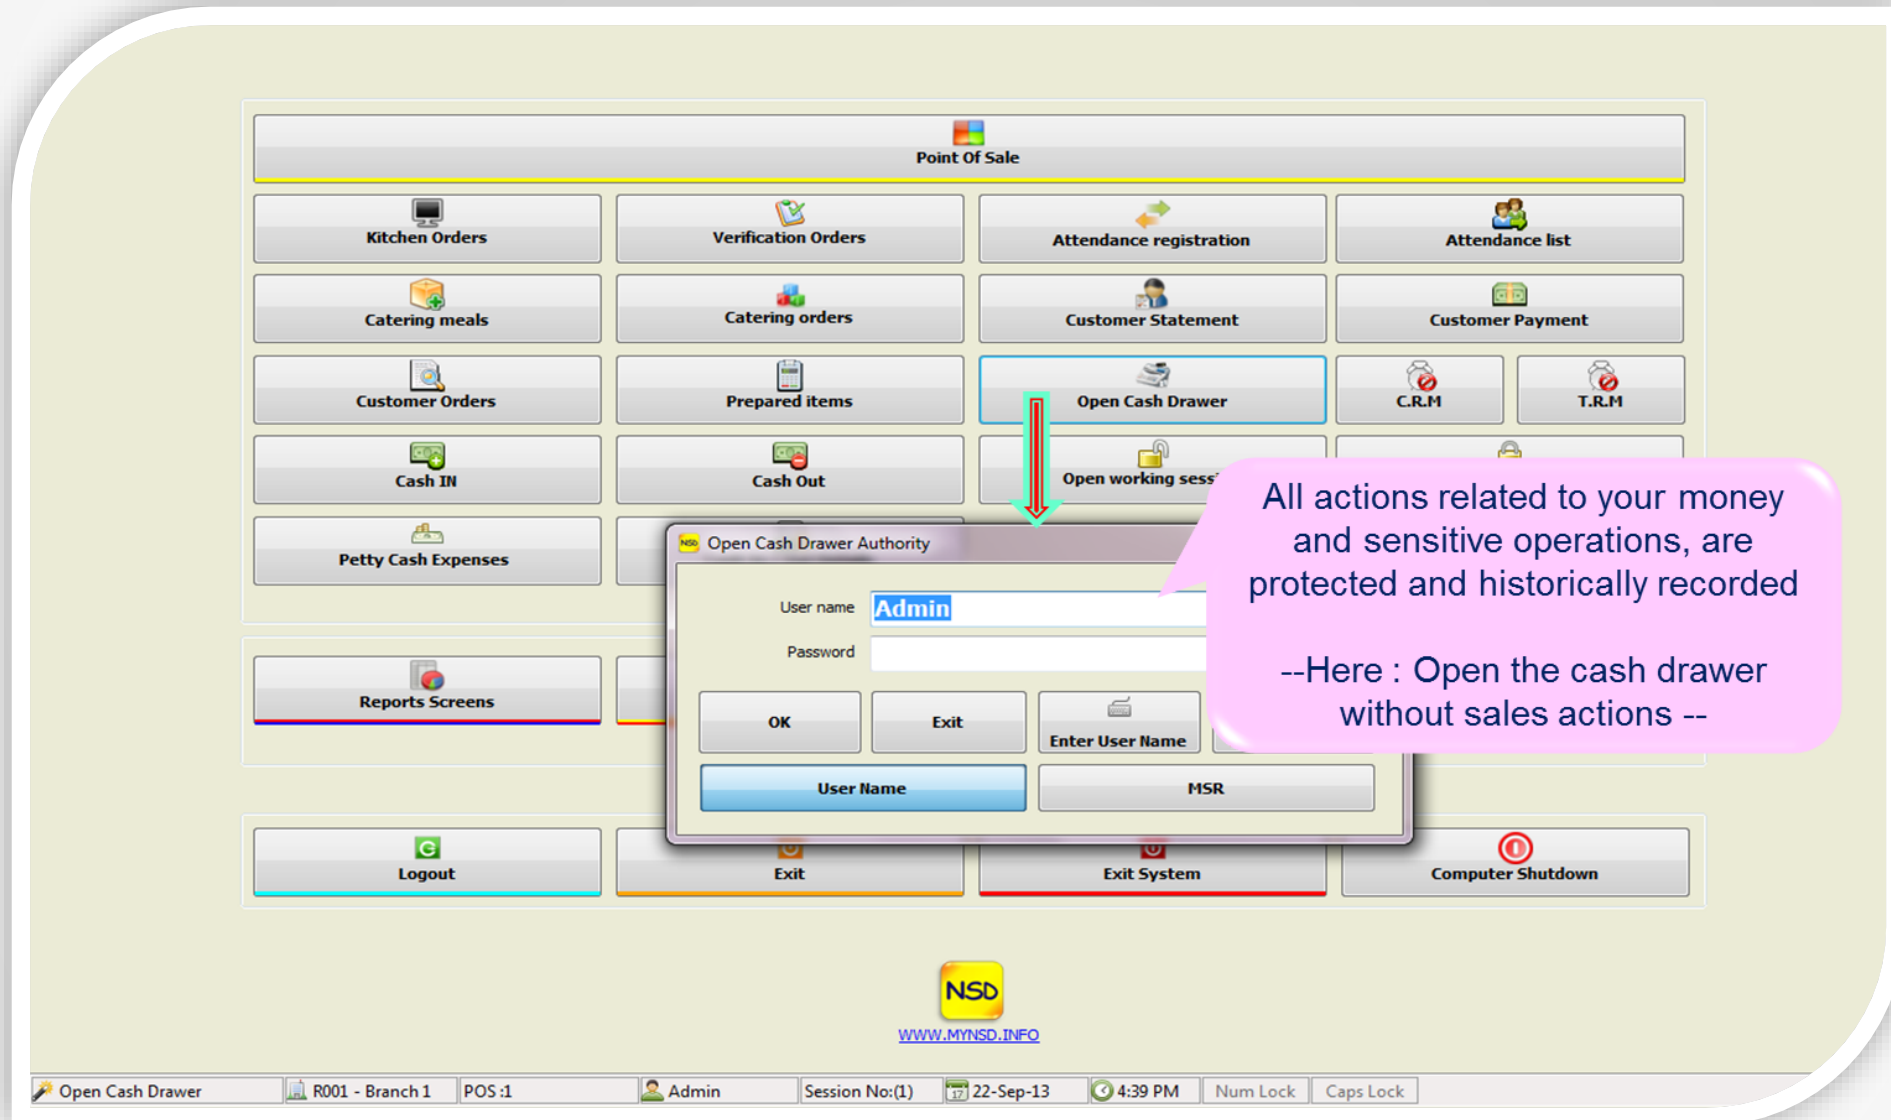 Point Of Sale
Kitchen Orders
Verification Orders
Attendance registration
Attendance list
Catering meals
Catering orders
Customer Statement
Customer Payment
Customer Orders
Prepared items
Open Cash Drawer
C.R.M
T.R.M
Cash IN
Cash Out
Open working
Petty Cash Expenses
NSD
Open Cash Drawer Authority
User name
Admin
Password
OK
Exit
Enter User Name
User Name
MSR
All actions related to your money
and sensitive operations, are
protected and historically recorded
--Here : Open the cash drawer
without sales actions --
Reports Screens
Logout
Exit
Exit System
Computer Shutdown
NSD
WWW.MYNSD.INFO
Open Cash Drawer
R001 - Branch 1
POS :1
Admin
Session No:(1)
17
22-Sep-13
4:39 PM
Num Lock
Caps Lock